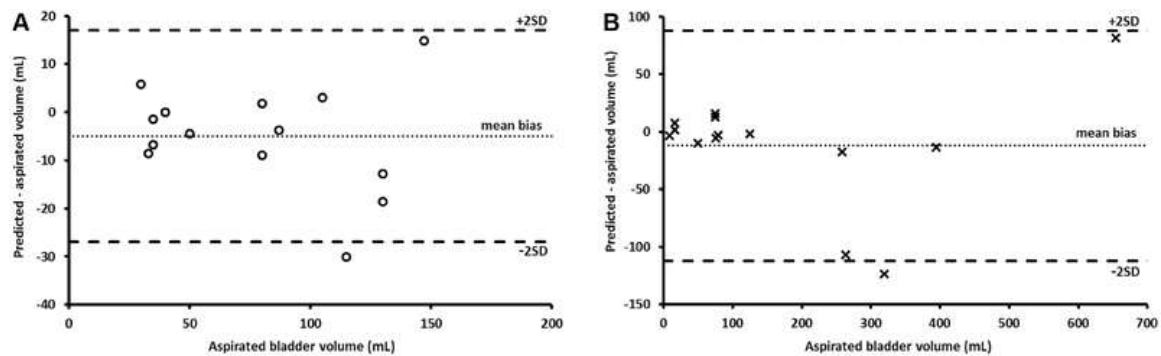 A
+2SD
Predicted - aspirated volume (mL)
20
10
0
-10
-20
-30
-40
mean bias
-2SD
0
50
100
150
200
Aspirated bladder volume (mL)
B
+2SD
Predicted - aspirated volume (mL)
100
50
0
-50
-100
-150
mean bias
-2SD
0
100
200
300
400
500
600
700
Aspirated bladder volume (mL)